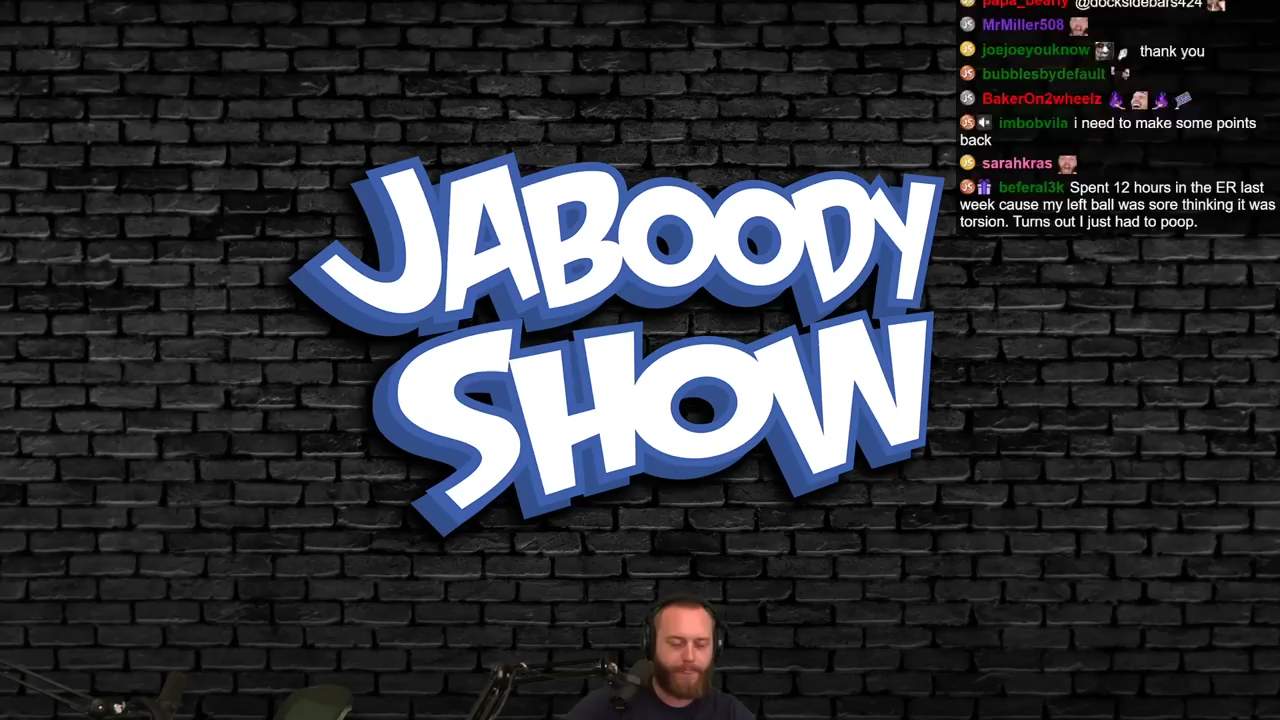 papa_bearly @docksidebars424
MrMiller508
joejoeyouknow thank you
bubblesbydefault
BakerOn2wheelz
imbobvila i need to make some points
back
sarahkras
beferal3k Spent 12 hours in the ER last
week cause my left ball was sore thinking it was
torsion. Turns out I just had to poop.
JABOODY
SHOW